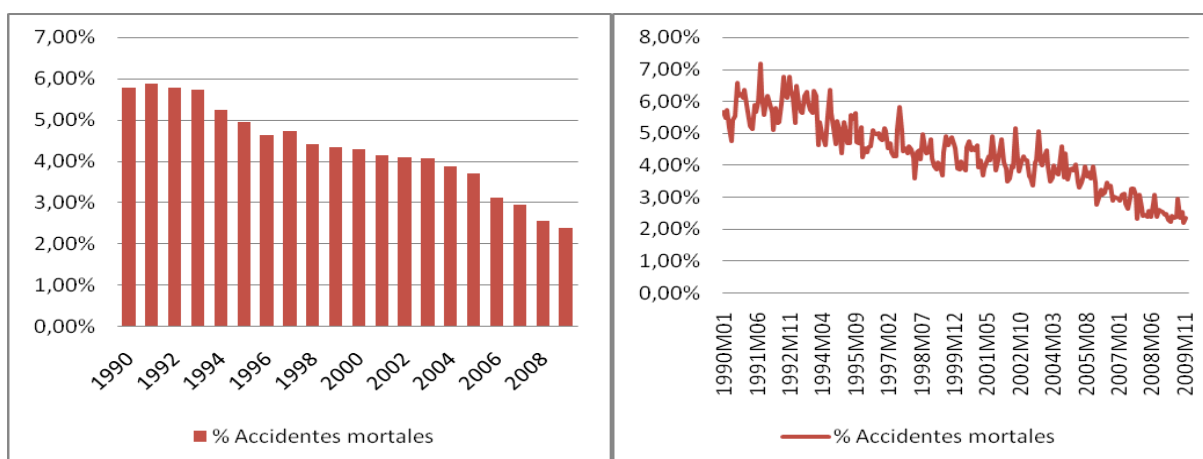 7,00%
6,00%
5,00%
4,00%
3,00%
2,00%
1,00%
0,00%
1990
1992
1994
1996
1998
2000
2002
2004
2006
2008
% Accidentes mortales
8,00%
7,00%
6,00%
5,00%
4,00%
3,00%
2,00%
1,00%
0,00%
1990M01
1991M06
1992M11
1994M04
1995M09
1997M02
1998M07
1999M12
2001M05
2002M10
2004M03
2005M08
2007M01
2008M06
2009M11
% Accidentes mortales